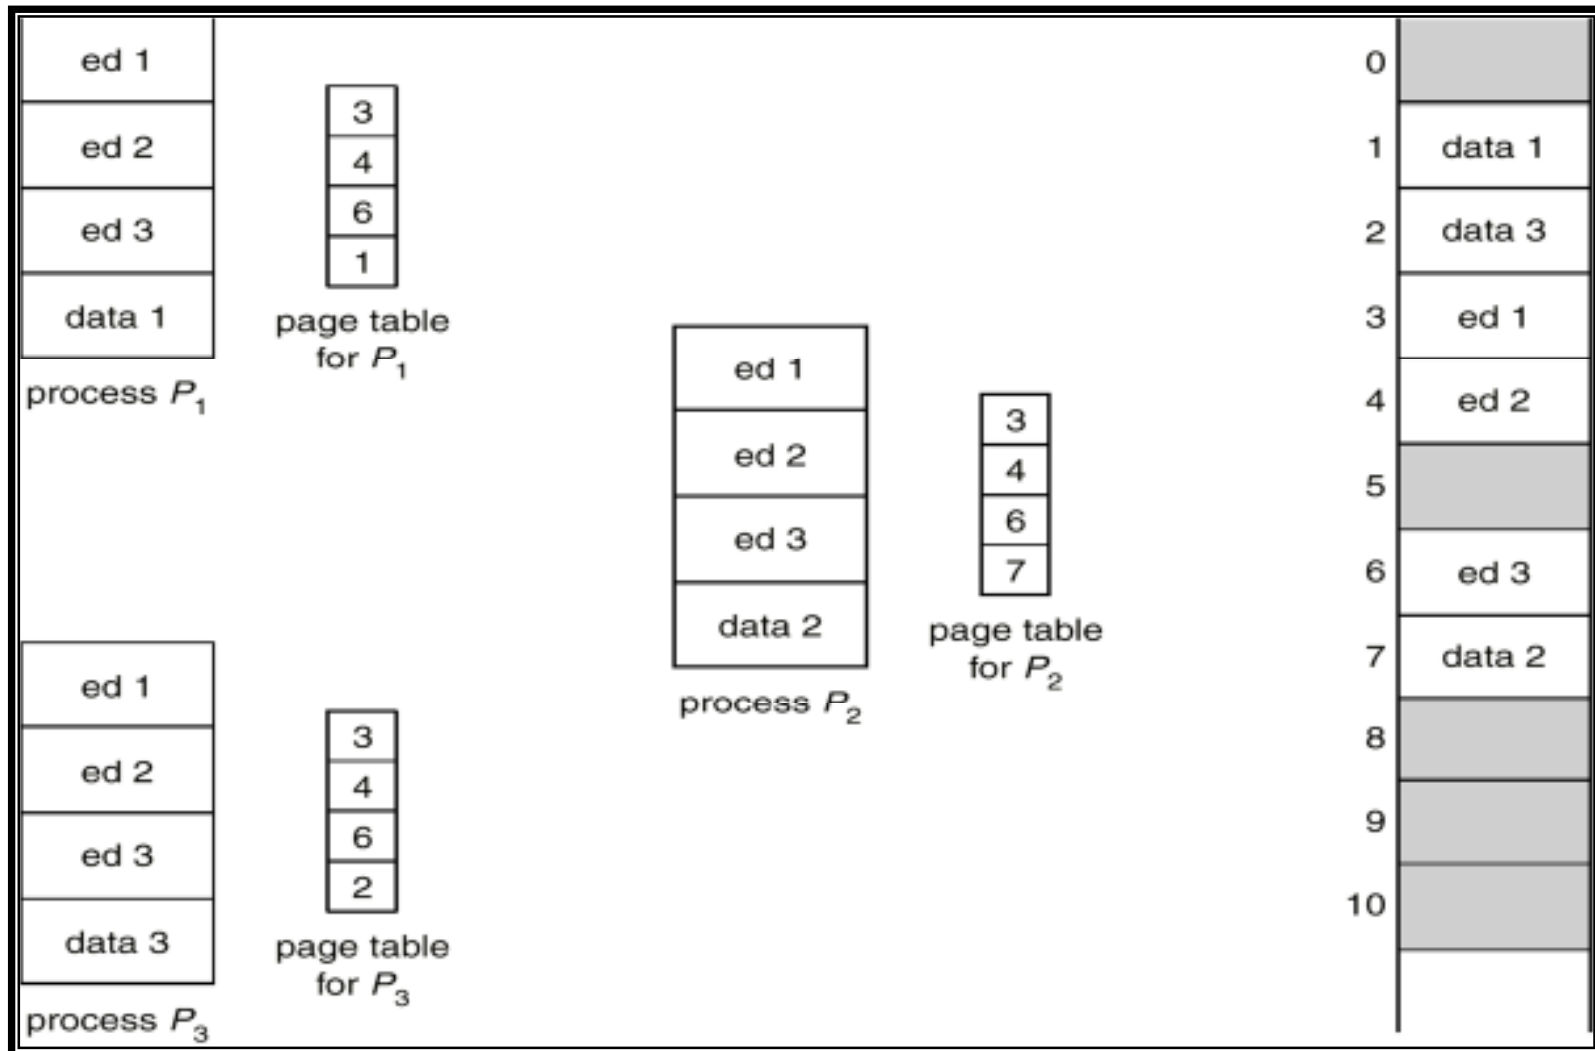 ed 1
ed 2
ed 3
data 1
process P1
3
4
6
1
page table
for P1
ed 1
ed 2
ed 3
data 2
process P2
3
4
6
7
page table
for P2
ed 1
ed 2
ed 3
data 3
process P3
3
4
6
2
page table
for P3
0
1 data 1
2 data 3
3 ed 1
4 ed 2
5
6 ed 3
7 data 2
8
9
10